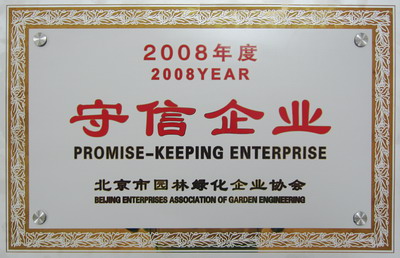 2008年度
2008YEAR
守信企业
PROMISE-KEEPING ENTERPRISE
北京市园林绿化企业协会
BEIJING ENTERPRISES ASSOCIATION OF GARDEN ENGINEERING